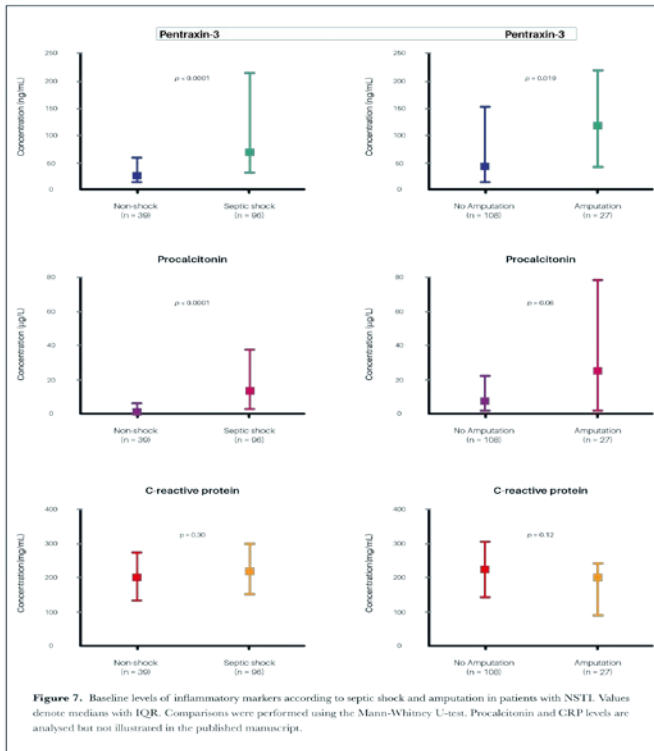 Pentraxin-3
Concentration (ng/mL)
250
200
150
100
50
0
p < 0.0001
Non-shock
(n = 39)
Septic shock
(n = 96)
Pentraxin-3
Concentration (ng/mL)
250
200
150
100
50
0
p = 0.019
No Amputation
(n = 108)
Amputation
(n = 27)
Procalcitonin
Concentration (µg/L)
80
60
40
20
0
p < 0.0001
Non-shock
(n = 39)
Septic shock
(n = 96)
Procalcitonin
Concentration (µg/L)
80
60
40
20
0
p = 0.06
No Amputation
(n = 108)
Amputation
(n = 27)
C-reactive protein
Concentration(mg/mL)
400
300
200
100
0
p = 0.30
Non-shock
(n = 39)
Septic shock
(n = 96)
C-reactive protein
Concentration(mg/mL)
400
300
200
100
0
p = 0.12
No Amputation
(n = 108)
Amputation
(n = 27)
Figure 7. Baseline levels of inflammatory markers according to septic shock and amputation in patients with NSTI. Values
denote medians with IQR. Comparisons were performed using the Mann-Whitney U-test. Procalcitonin and CRP levels are
analysed but not illustrated in the published manuscript.